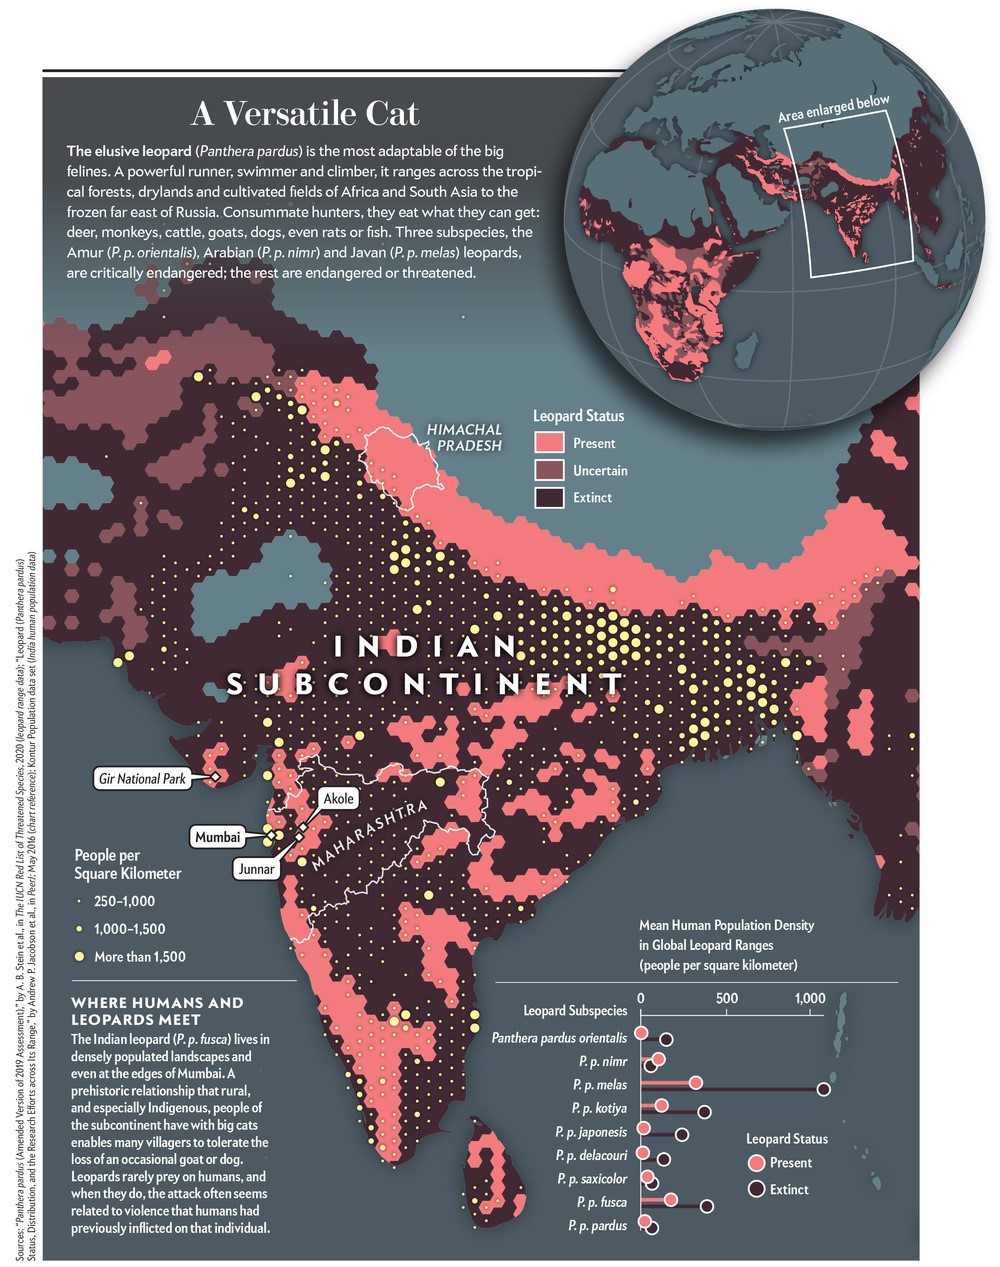 A Versatile Cat
The elusive leopard (Panthera pardus) is the most adaptable of the big
felines. A powerful runner, swimmer and climber, it ranges across the tropi-
cal forests, drylands and cultivated fields of Africa and South Asia to the
frozen far east of Russia. Consummate hunters, they eat what they can get:
deer, monkeys, cattle, goats, dogs, even rats or fish. Three subspecies, the
Amur (P. p. orientalis), Arabian (P. p. nimr) and Javan (P. p. melas) leopards,
are critically endangered; the rest are endangered or threatened.
Area enlarged below
HIMACHAL
PRADESH
Leopard Status
Present
Uncertain
Extinct
INDIAN
SUBCONTINENT
Gir National Park
Akole
Mumbai
Junnar
MAHARASHTRA
People per
Square Kilometer
250–1,000
1,000–1,500
More than 1,500
WHERE HUMANS AND
LEOPARDS MEET
The Indian leopard (P. p. fusca) lives in
densely populated landscapes and
even at the edges of Mumbai. A
prehistoric relationship that rural,
and especially Indigenous, people of
the subcontinent have with big cats
enables many villagers to tolerate the
loss of an occasional goat or dog.
Leopards rarely prey on humans, and
when they do, the attack often seems
related to violence that humans had
previously inflicted on that individual.
Mean Human Population Density
in Global Leopard Ranges
(people per square kilometer)
Leopard Subspecies
0
500
1,000
Panthera pardus orientalis
P. p. nimr
P. p. melas
P. p. kotiya
P. p. japonesis
P. p. delacouri
P. p. saxicolor
P. p. fusca
P. p. pardus
Leopard Status
Present
Extinct
Sources: "Panthera pardus (Amended Version of 2019 Assessment)," by A. B. Stein et al., in The IUCN Red List of Threatened Species, 2020 (leopard range data); "Leopard (Panthera pardus)
Status, Distribution, and the Research Efforts across Its Range," by Andrew P. Jacobson et al., in PeerJ; May 2016 (chart reference); Kontur Population data set (India human population data)